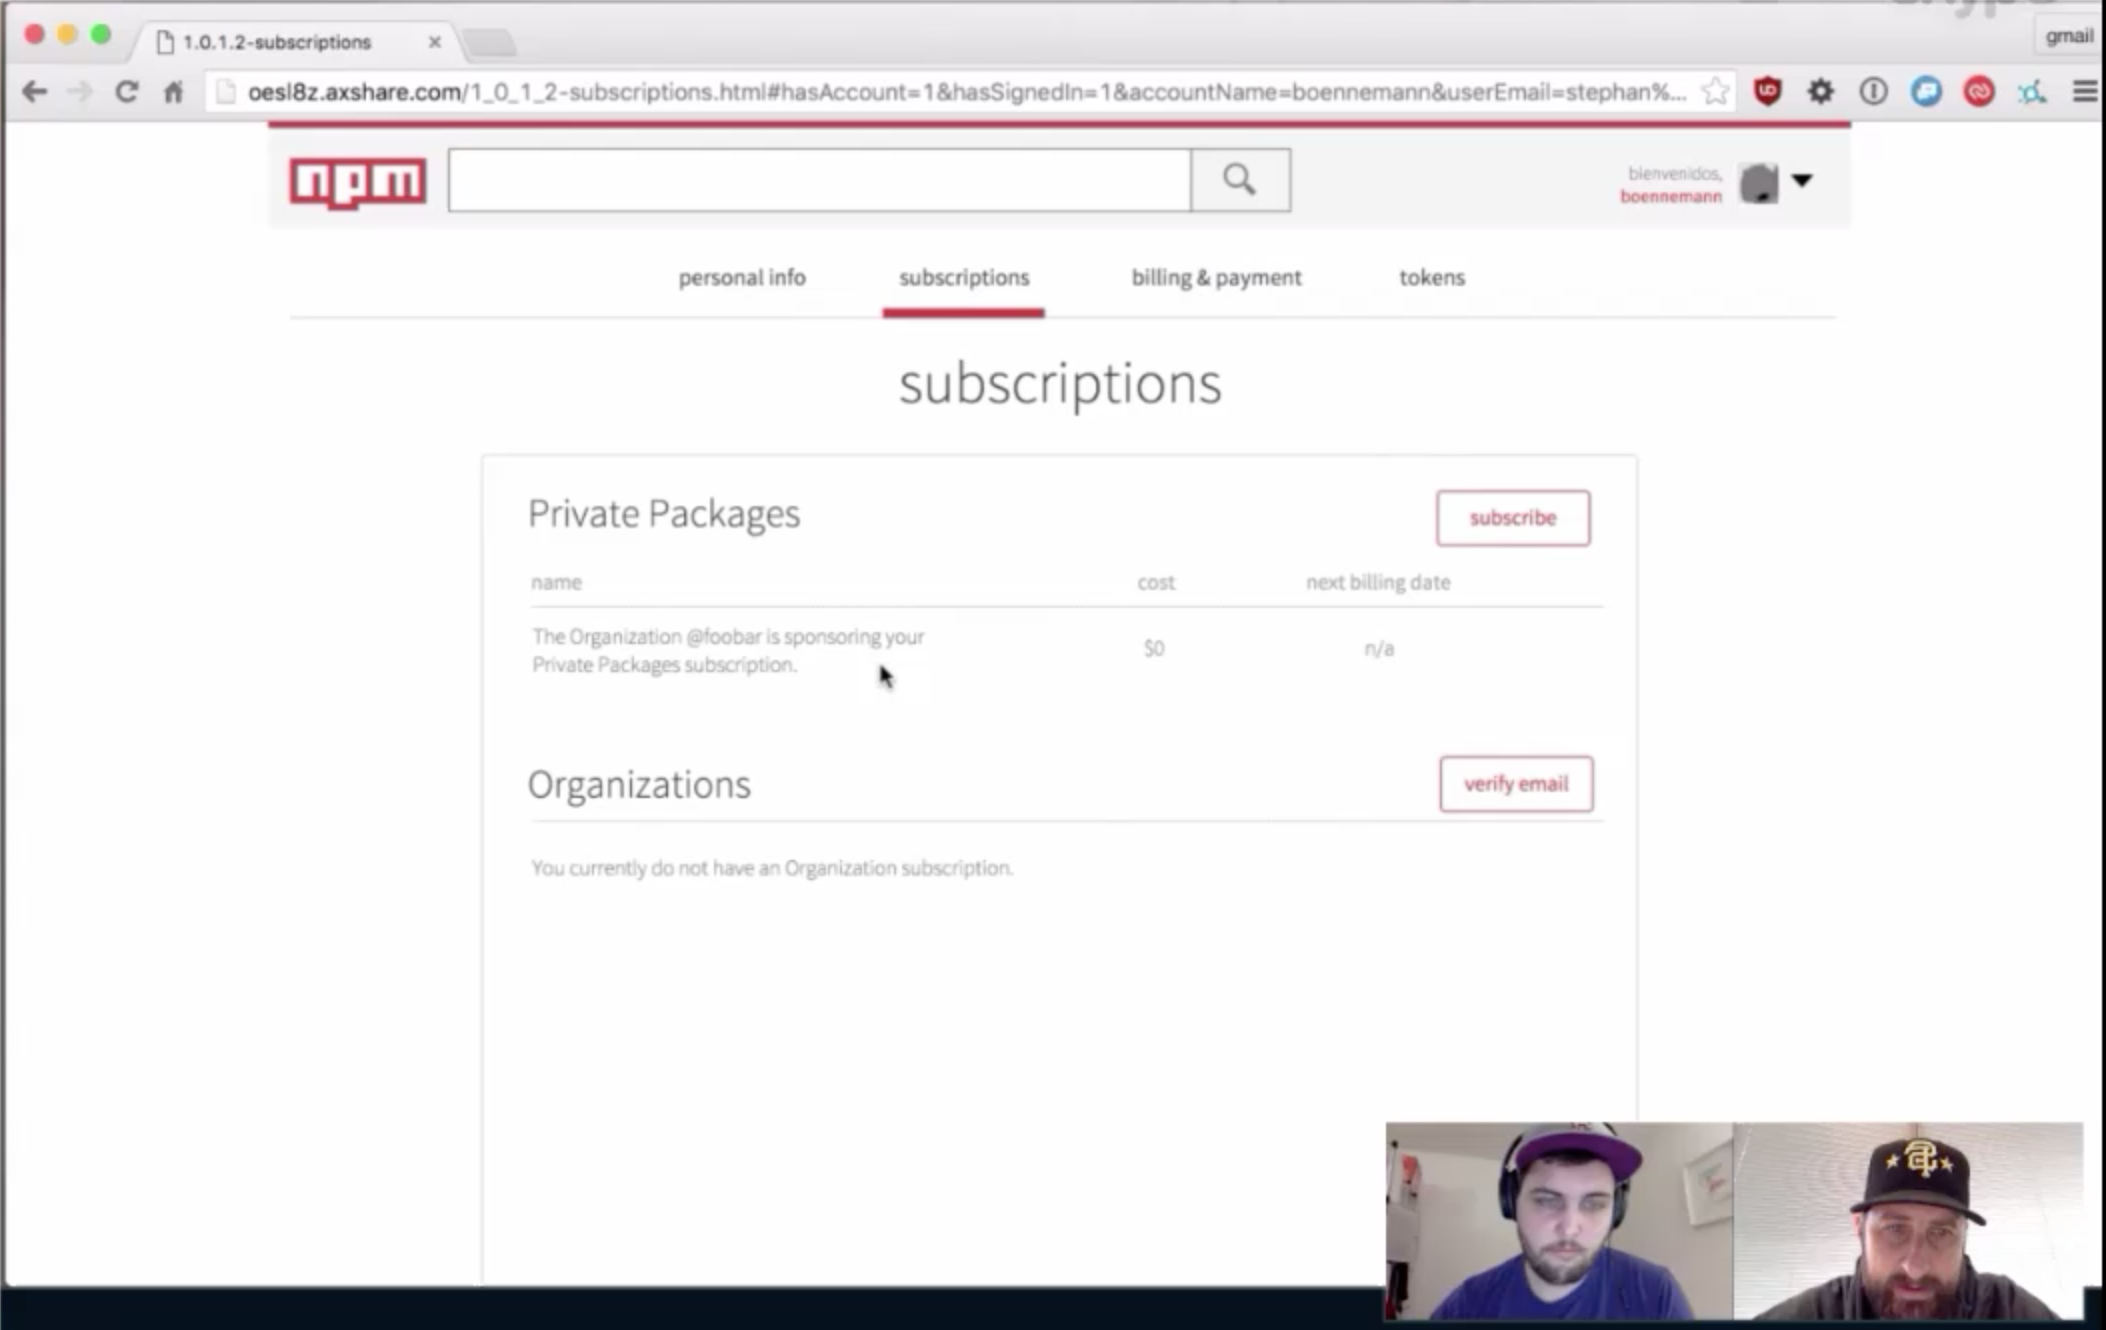 1.0.1.2-subscriptions
gmail
oesl8z.axshare.com/1_0_1_2-subscriptions.html#hasAccount=1&hasSignedIn=1&accountName=boennemann&userEmail=stephan%...
npm
bienvenidos,
boennemann
personal info subscriptions billing & payment tokens
subscriptions
Private Packages subscribe
name cost next billing date
The Organization @foobar is sponsoring your
Private Packages subscription.
$0 n/a
Organizations verify email
You currently do not have an Organization subscription.